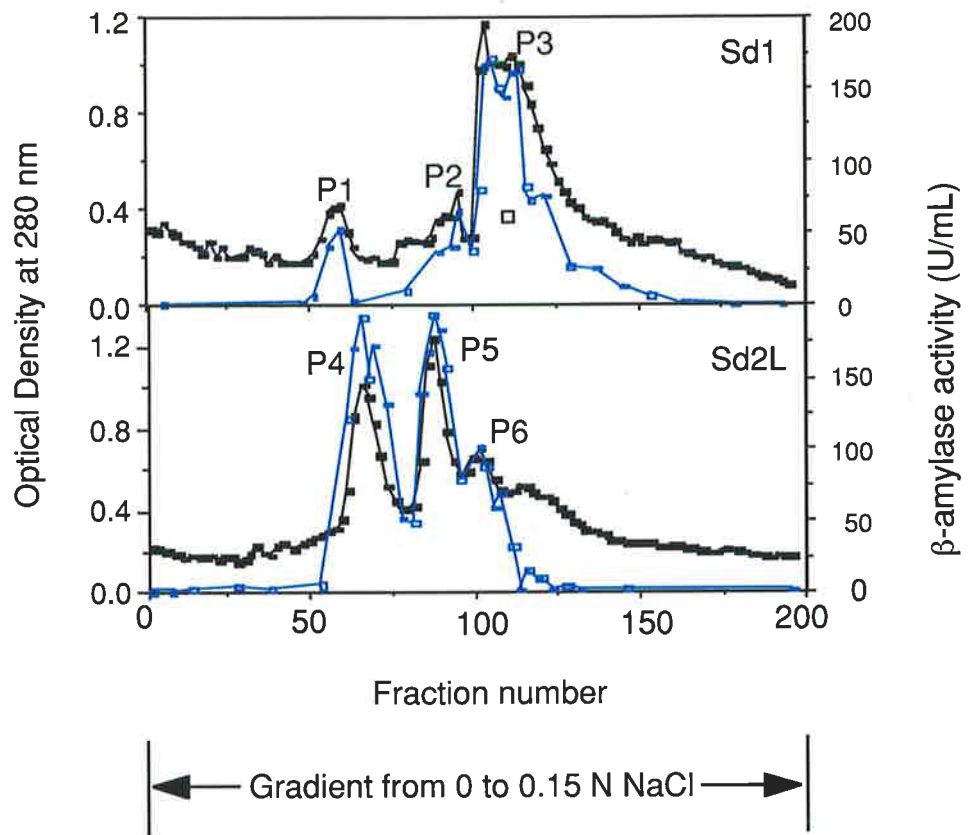 1.2
0.8
0.4
0.0
200
150
100
50
0
P1
P2
P3
Sd1
1.2
0.8
0.4
0.0
150
100
50
0
P4
P5
P6
Sd2L
0 50 100 150 200
Optical Density at 280 nm
β-amylase activity (U/mL)
Fraction number
Gradient from 0 to 0.15 N NaCl